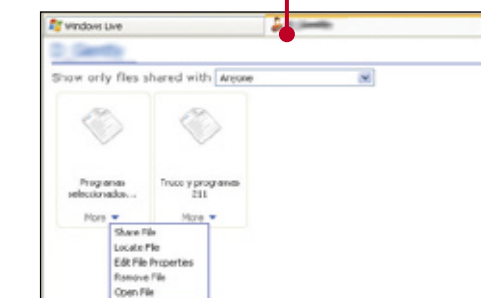 Windows Live
Show only files shared with Anyone
Programas seleccionados...
Truco y programas 211
More
More
Share File
Locate File
Edit File Properties
Remove File
Open File